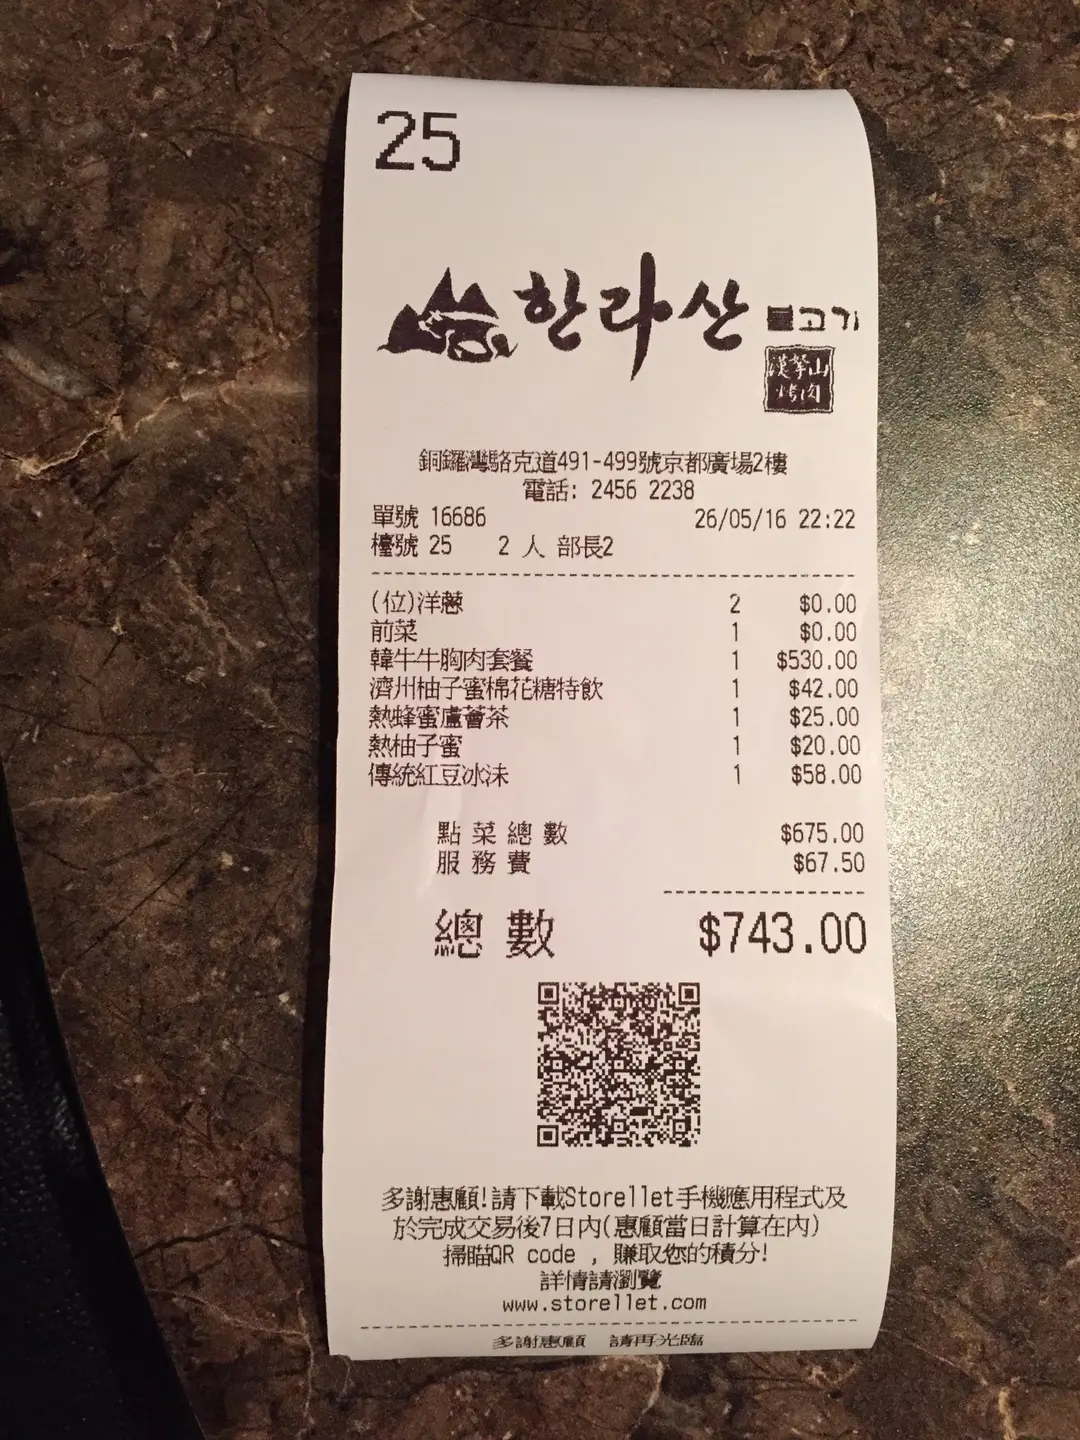 25
한라산 불고기
漢拏山
烤肉
銅鑼灣駱克道491-499號京都廣場2樓
電話: 2456 2238
單號 16686 26/05/16 22:22
檯號 25 2 人 部長2
(位)洋蔥 2 $0.00
前菜 1 $0.00
韓牛牛胸肉套餐 1 $530.00
濟州柚子蜜棉花糖特飲 1 $42.00
熱蜂蜜蘆薈茶 1 $25.00
熱柚子蜜 1 $20.00
傳統紅豆冰沬 1 $58.00
點菜總數 $675.00
服務費 $67.50
總數 $743.00
多謝惠顧!請下載Storellet手機應用程式及
於完成交易後7日內(惠顧當日計算在內)
掃瞄QR code , 賺取您的積分!
詳情請瀏覽
www.storellet.com
多謝惠顧 請再光臨